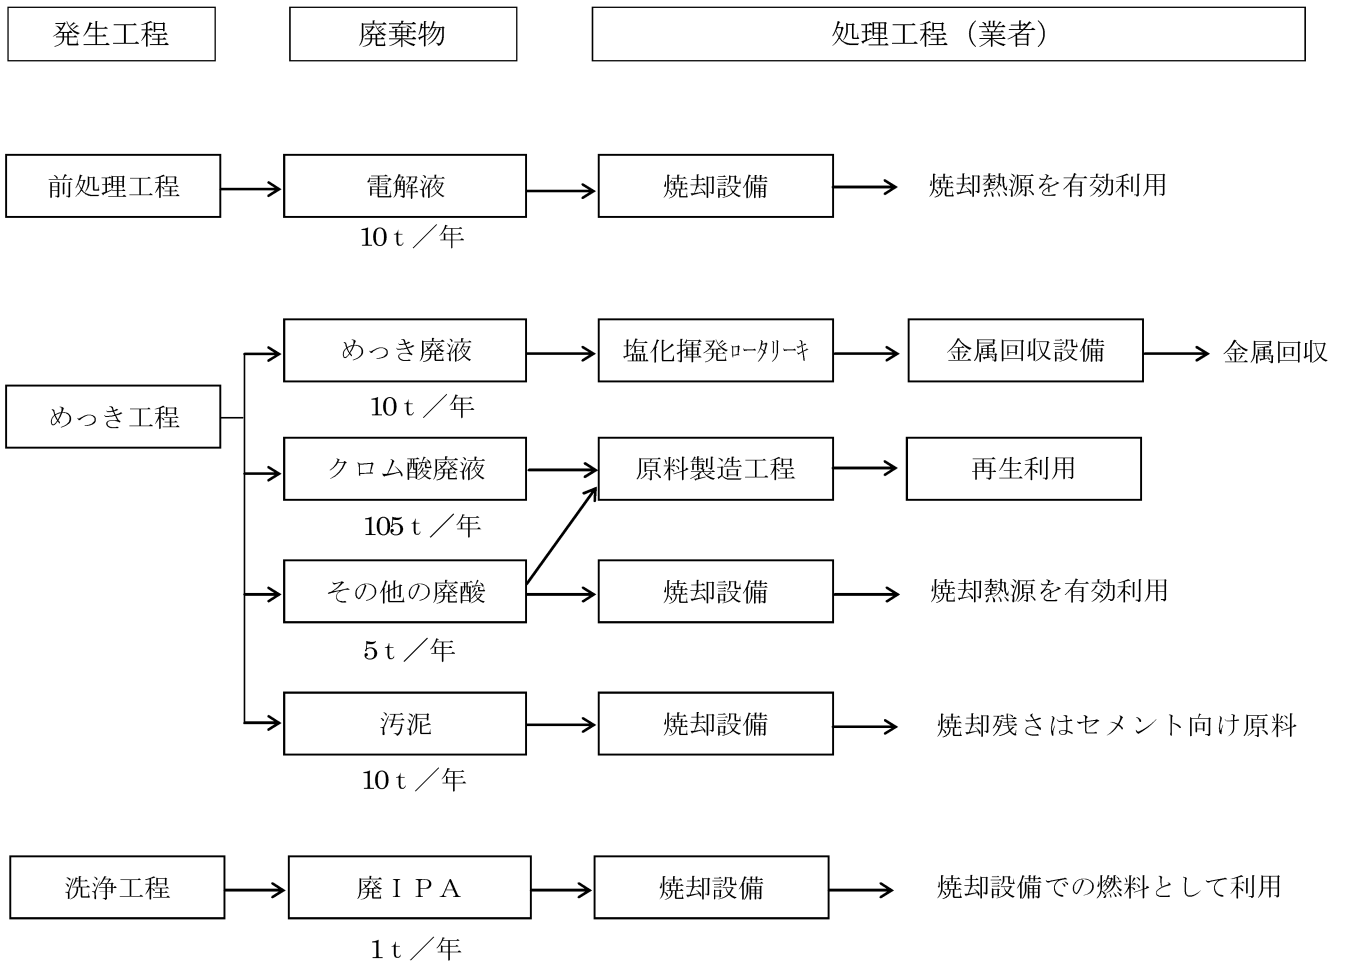 発生工程
廃棄物
処理工程（業者）
前処理工程
電解液
焼却設備
焼却熱源を有効利用
10ｔ／年
めっき工程
めっき廃液
塩化揮発ﾛｰﾀﾘｰｷ
金属回収設備
金属回収
10ｔ／年
クロム酸廃液
原料製造工程
再生利用
105ｔ／年
その他の廃酸
焼却設備
焼却熱源を有効利用
5ｔ／年
汚泥
焼却設備
焼却残さはセメント向け原料
10ｔ／年
洗浄工程
廃ＩＰＡ
焼却設備
焼却設備での燃料として利用
1ｔ／年